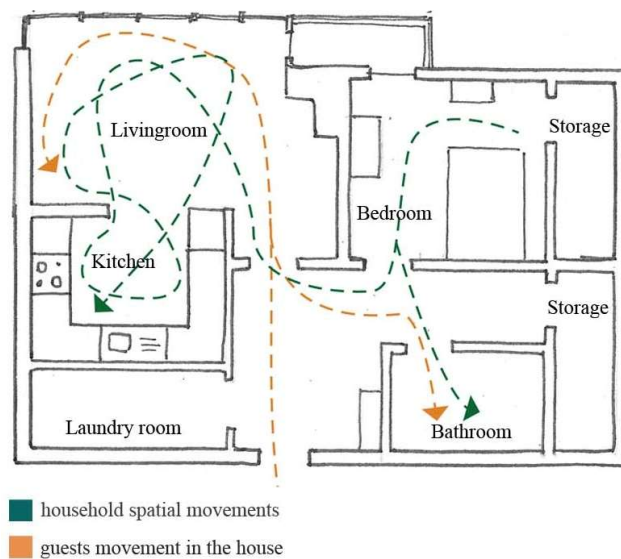 Storage
Livingroom
Bedroom
Kitchen
Storage
Laundry room
Bathroom
household spatial movements
guests movement in the house